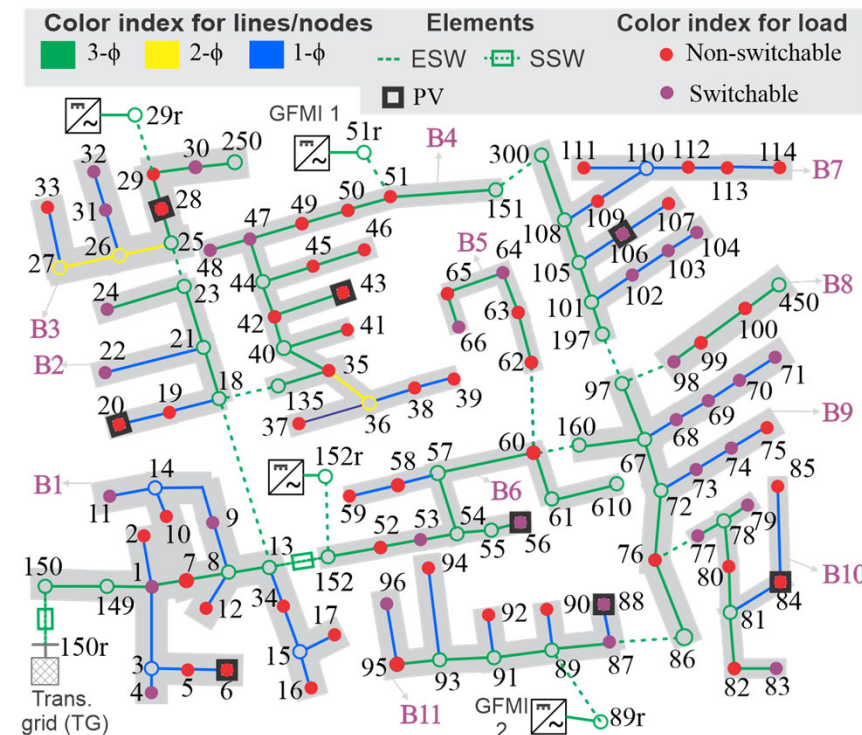 Color index for lines/nodes Elements Color index for load
3-ϕ 2-ϕ 1-ϕ ESW SSW Non-switchable
PV Switchable
29r GFMI 1 51r B4 300 111 110 112 114 B7
32 30 250
33 29 28 31 51 50 49 47 46 151 113
109 107 108 106 104
26 25 48 45 B5 64 105 103
27 24 23 44 43 65 102 B8
B3 101 450
22 21 42 41 63 66 197 100
B2 40 62 99
20 19 18 35 97 98 71
135 39 38 70
37 36 160 69 B9
152r 57 60 68 75
B1 14 58 67 74 85
11 10 9 59 B6 61 610 72 73
2 13 52 53 54 55 56 76 79
150 1 7 8 152 77 78
149 12 34 96 94 80 B10
150r 17 92 90 88 84
3 15 81
4 5 6 16 95 93 91 89 87 86 82 83
Trans. B11 GFMI
grid (TG) 2 89r